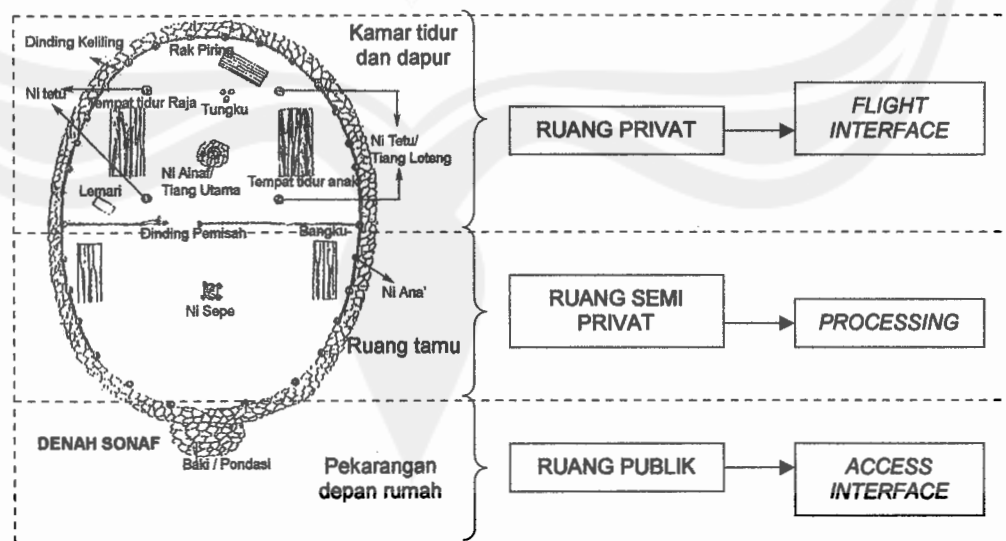 Dinding Keliling
Rak Piring
Kamar tidur
dan dapur
Ni tetu
Tempat tidur Raja
Tungku
Ni Tetu/
Tiang Loteng
RUANG PRIVAT
FLIGHT
INTERFACE
Ni Ainaf/
Tiang Utama
Lemari
Tempat tidur anak
Dinding Pemisah
Bangku
Ni Ana'
Ni Sepe
Ruang tamu
RUANG SEMI
PRIVAT
PROCESSING
DENAH SONAF
Baki / Pondasi
Pekarangan
depan rumah
RUANG PUBLIK
ACCESS
INTERFACE